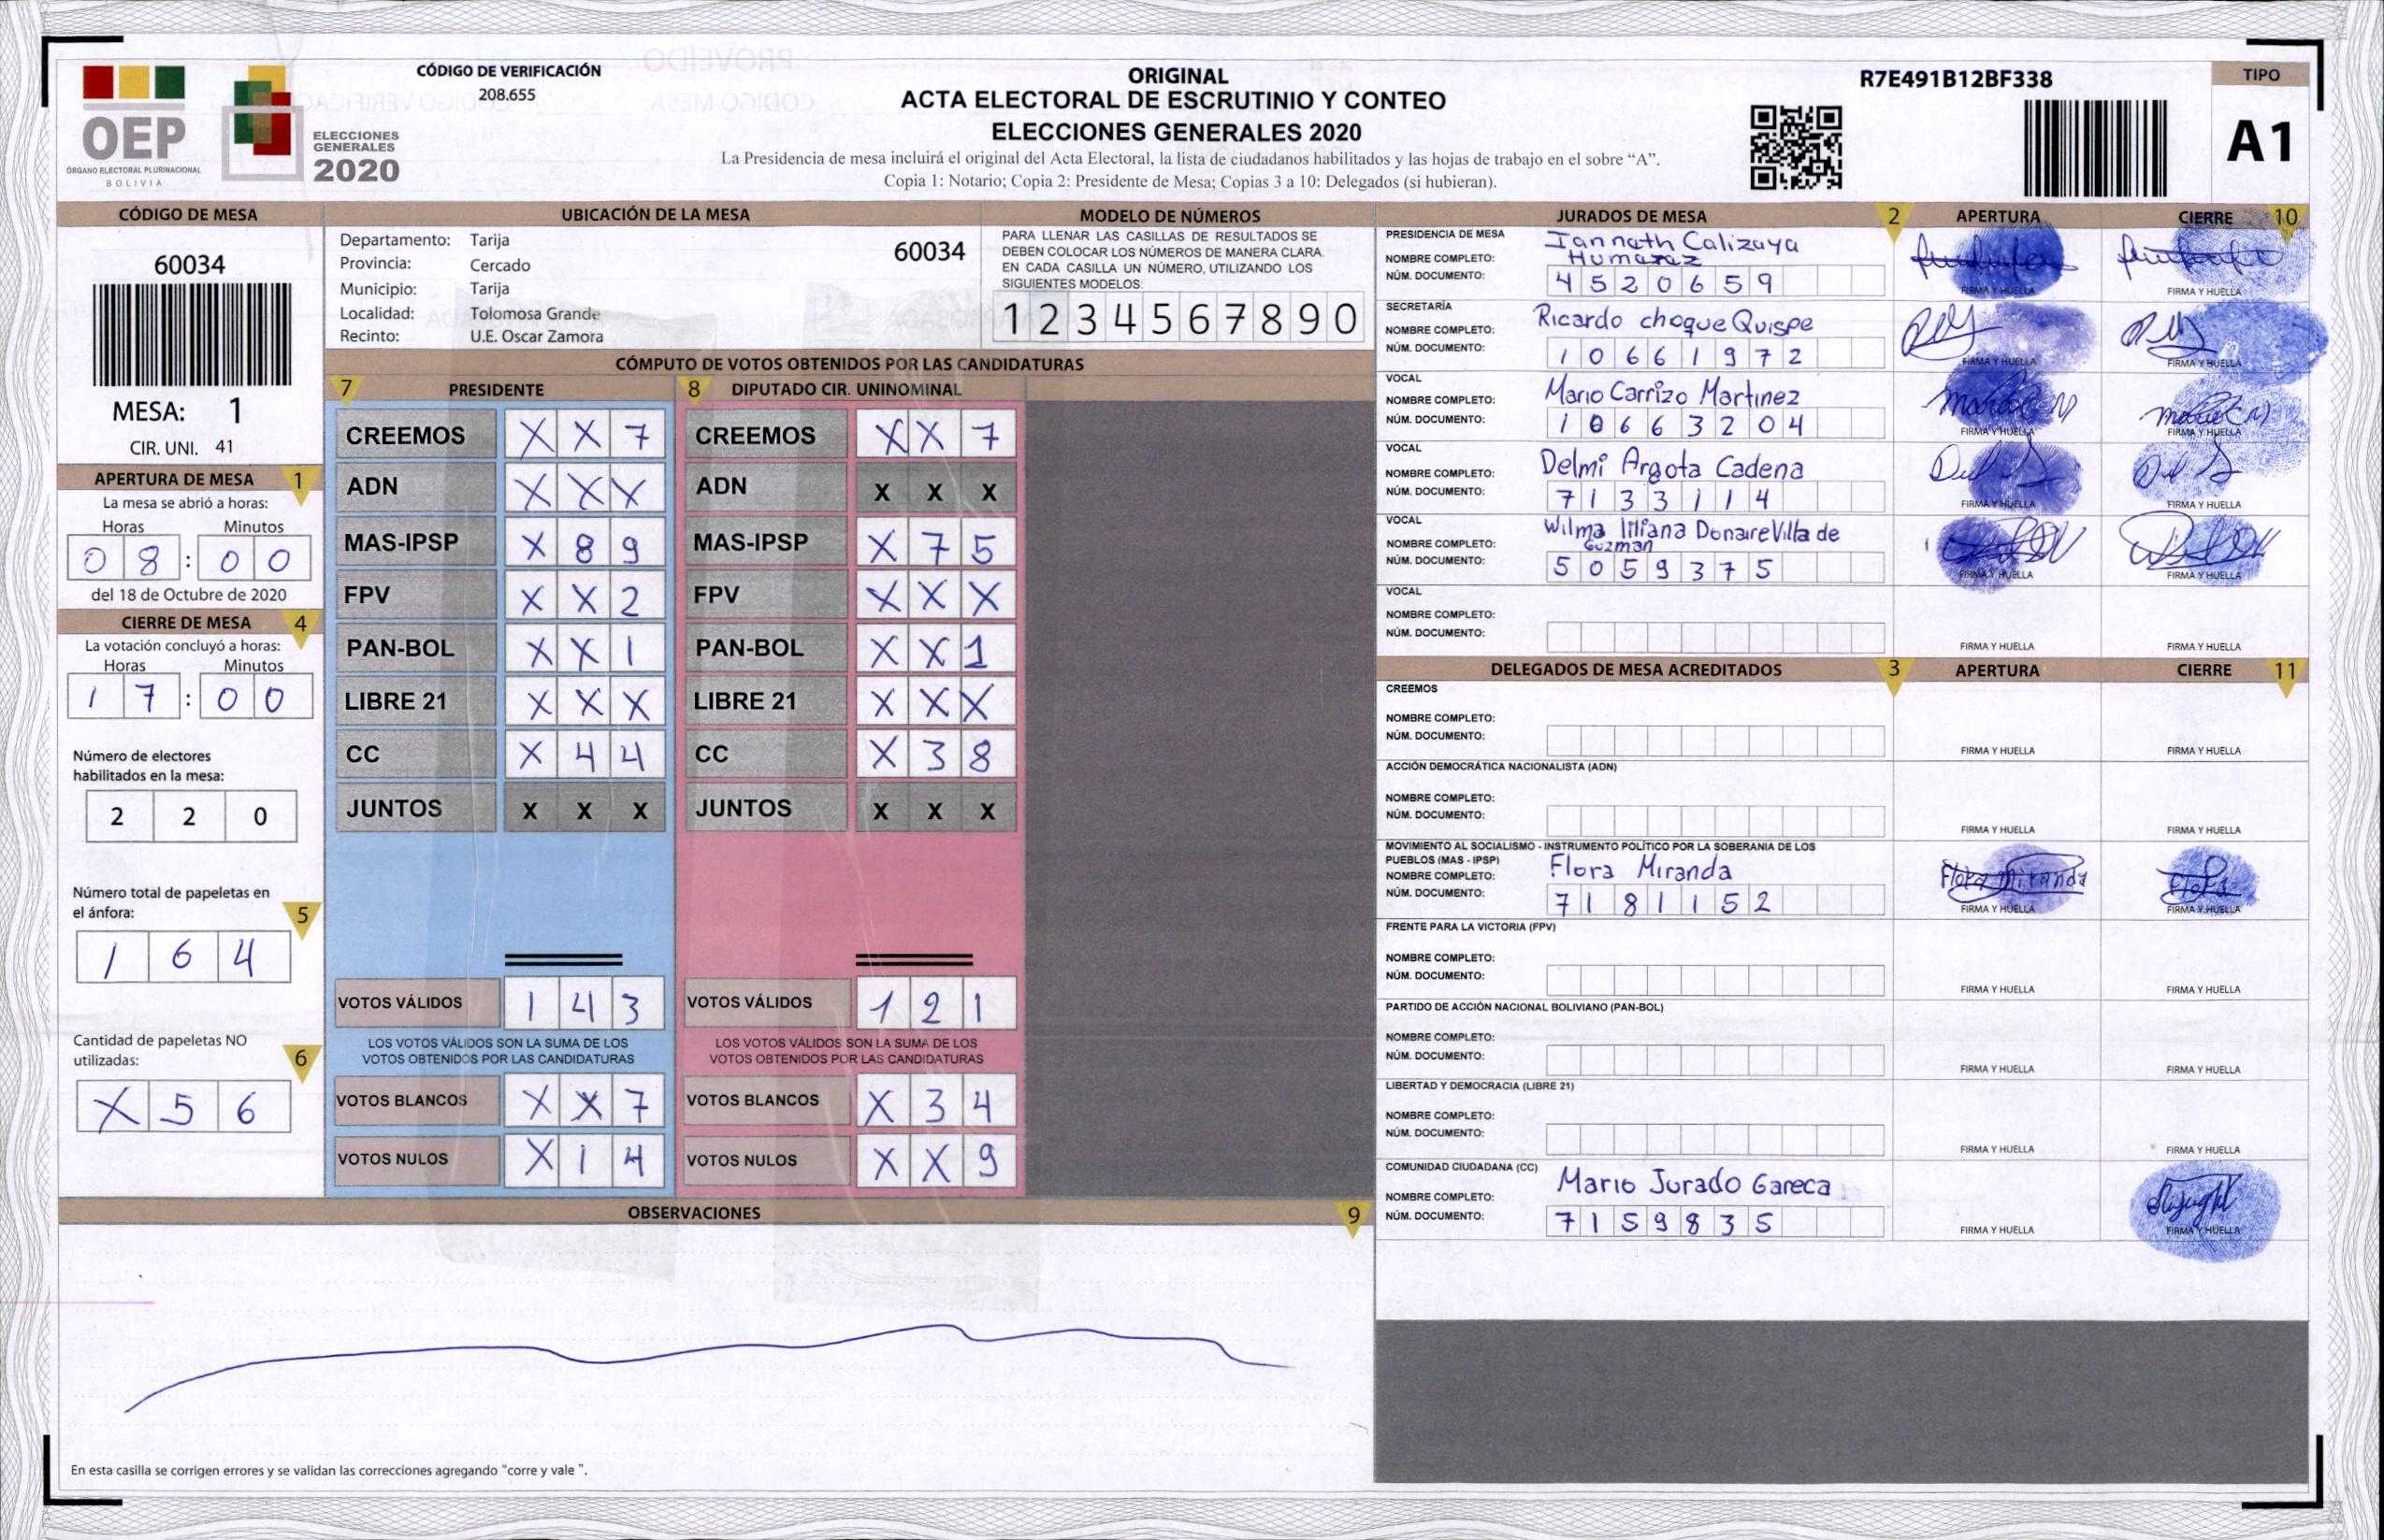 CÓDIGO DE VERIFICACIÓN
208.655
OEP
ÓRGANO ELECTORAL PLURINACIONAL
BOLIVIA
ELECCIONES
GENERALES
2020
ORIGINAL
ACTA ELECTORAL DE ESCRUTINIO Y CONTEO
ELECCIONES GENERALES 2020
La Presidencia de mesa incluirá el original del Acta Electoral, la lista de ciudadanos habilitados y las hojas de trabajo en el sobre “A”.
Copia 1: Notario; Copia 2: Presidente de Mesa; Copias 3 a 10: Delegados (si hubieran).
R7E491B12BF338
TIPO
A1
CÓDIGO DE MESA
60034
MESA: 1
CIR. UNI. 41
APERTURA DE MESA 1
La mesa se abrió a horas:
Horas Minutos
0 8 : 0 0
del 18 de Octubre de 2020
CIERRE DE MESA 4
La votación concluyó a horas:
Horas Minutos
1 7 : 0 0
Número de electores
habilitados en la mesa:
2 2 0
Número total de papeletas en
el ánfora:
5
1 6 4
Cantidad de papeletas NO
utilizadas:
6
X 5 6
UBICACIÓN DE LA MESA
Departamento: Tarija
60034
Provincia: Cercado
Municipio: Tarija
Localidad: Tolomosa Grande
Recinto: U.E. Oscar Zamora
MODELO DE NÚMEROS
PARA LLENAR LAS CASILLAS DE RESULTADOS SE
DEBEN COLOCAR LOS NÚMEROS DE MANERA CLARA.
EN CADA CASILLA UN NÚMERO, UTILIZANDO LOS
SIGUIENTES MODELOS:
1 2 3 4 5 6 7 8 9 0
CÓMPUTO DE VOTOS OBTENIDOS POR LAS CANDIDATURAS
7 PRESIDENTE
CREEMOS X X 7
ADN X X X
MAS-IPSP X 8 9
FPV X X 2
PAN-BOL X X 1
LIBRE 21 X X X
CC X 4 4
JUNTOS X X X
VOTOS VÁLIDOS 1 4 3
LOS VOTOS VÁLIDOS SON LA SUMA DE LOS
VOTOS OBTENIDOS POR LAS CANDIDATURAS
VOTOS BLANCOS X X 7
VOTOS NULOS X 1 4
8 DIPUTADO CIR. UNINOMINAL
CREEMOS X X 7
ADN X X X
MAS-IPSP X 7 5
FPV X X X
PAN-BOL X X 1
LIBRE 21 X X X
CC X 3 8
JUNTOS X X X
VOTOS VÁLIDOS 1 2 1
LOS VOTOS VÁLIDOS SON LA SUMA DE LOS
VOTOS OBTENIDOS POR LAS CANDIDATURAS
VOTOS BLANCOS X 3 4
VOTOS NULOS X X 9
OBSERVACIONES 9
En esta casilla se corrigen errores y se validan las correcciones agregando “corre y vale ”.
JURADOS DE MESA 2 APERTURA CIERRE 10
PRESIDENCIA DE MESA
NOMBRE COMPLETO: Iannath Calizaya
Humarez
NÚM. DOCUMENTO: 4 5 2 0 6 5 9
FIRMA Y HUELLA FIRMA Y HUELLA
SECRETARÍA
NOMBRE COMPLETO: Ricardo choque Quispe
NÚM. DOCUMENTO: 1 0 6 6 1 9 7 2
FIRMA Y HUELLA FIRMA Y HUELLA
VOCAL
NOMBRE COMPLETO: Mario Carrizo Martinez
NÚM. DOCUMENTO: 1 0 6 6 3 2 0 4
FIRMA Y HUELLA FIRMA Y HUELLA
VOCAL
NOMBRE COMPLETO: Delmi Argota Cadena
NÚM. DOCUMENTO: 7 1 3 3 1 1 4
FIRMA Y HUELLA FIRMA Y HUELLA
VOCAL
NOMBRE COMPLETO: Wilma liliana Donaire Villa de
Guzman
NÚM. DOCUMENTO: 5 0 5 9 3 7 5
FIRMA Y HUELLA FIRMA Y HUELLA
VOCAL
NOMBRE COMPLETO:
NÚM. DOCUMENTO:
FIRMA Y HUELLA FIRMA Y HUELLA
DELEGADOS DE MESA ACREDITADOS 3 APERTURA CIERRE 11
CREEMOS
NOMBRE COMPLETO:
NÚM. DOCUMENTO:
FIRMA Y HUELLA FIRMA Y HUELLA
ACCIÓN DEMOCRÁTICA NACIONALISTA (ADN)
NOMBRE COMPLETO:
NÚM. DOCUMENTO:
FIRMA Y HUELLA FIRMA Y HUELLA
MOVIMIENTO AL SOCIALISMO - INSTRUMENTO POLÍTICO POR LA SOBERANIA DE LOS
PUEBLOS (MAS - IPSP)
NOMBRE COMPLETO: Flora Miranda
Flora Miranda
NÚM. DOCUMENTO: 7 1 8 1 1 5 2
FIRMA Y HUELLA FIRMA Y HUELLA
FRENTE PARA LA VICTORIA (FPV)
NOMBRE COMPLETO:
NÚM. DOCUMENTO:
FIRMA Y HUELLA FIRMA Y HUELLA
PARTIDO DE ACCIÓN NACIONAL BOLIVIANO (PAN-BOL)
NOMBRE COMPLETO:
NÚM. DOCUMENTO:
FIRMA Y HUELLA FIRMA Y HUELLA
LIBERTAD Y DEMOCRACIA (LIBRE 21)
NOMBRE COMPLETO:
NÚM. DOCUMENTO:
FIRMA Y HUELLA FIRMA Y HUELLA
COMUNIDAD CIUDADANA (CC)
NOMBRE COMPLETO: Mario Jurado Gareca
NÚM. DOCUMENTO: 7 1 5 9 8 3 5
FIRMA Y HUELLA FIRMA Y HUELLA